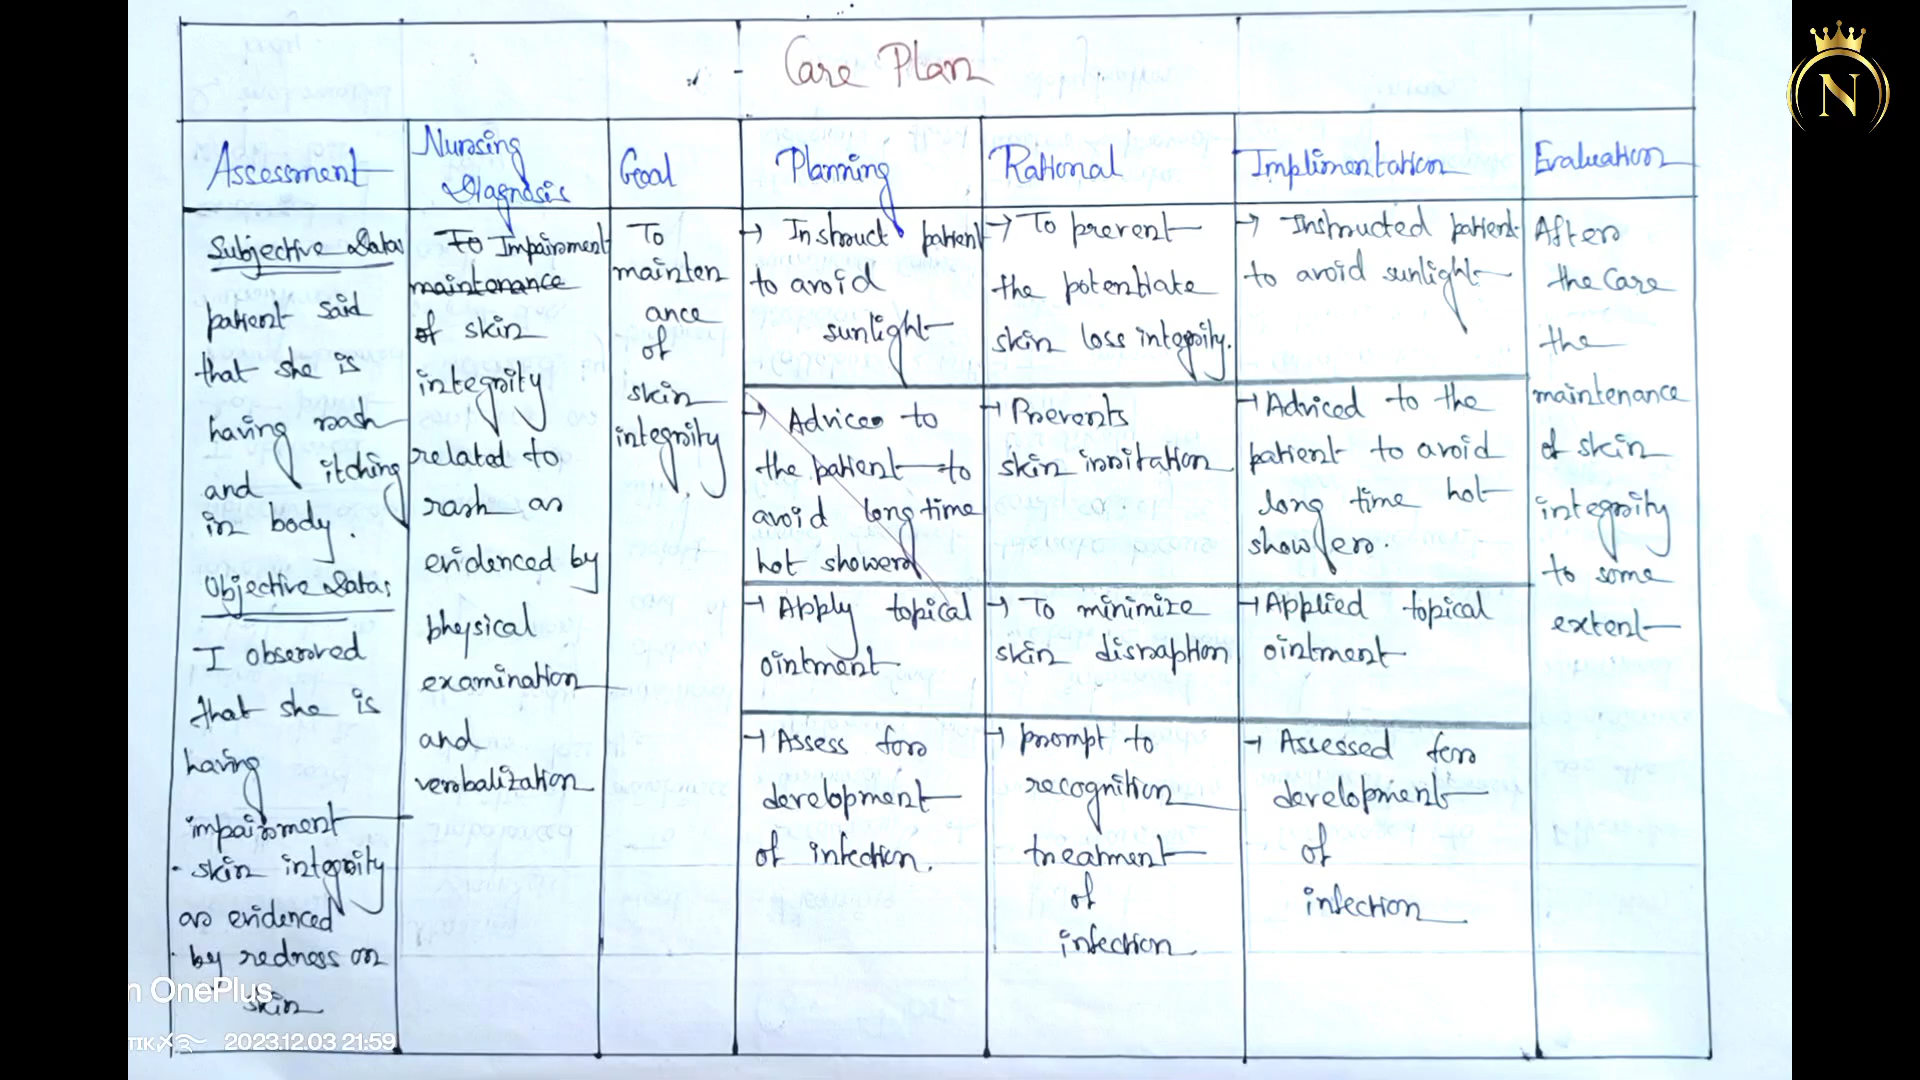 Care Plan
Assessment
Nursing
Diagnosis
Goal
Planning
Rational
Implimentation
Evaluation
Subjective Data:
patient said
that she is
having rash
and itching
in body.
Objective Data:
I observed
that she is
having
impairment
skin integrity
as evidenced
by redness on
skin
To Impairment
maintanance
of skin
integrity
related to
rash as
evidenced by
physical
examination
and
verbalization
To
mainten
ance
of
skin
integrity
→ Instruct patient
to avoid
sunlight
→ Advice to
the patient to
avoid long time
hot showers
→ Apply topical
ointment
→ Assess for
development
of infection.
→ To prevent
the potentiate
skin loss integrity.
→ Prevents
skin irritation
→ To minimize
skin disraption
→ prompt to
recognition
treatment
of
infection
→ Instructed patient
to avoid sunlight
→ Adviced to the
patient to avoid
long time hot
showers.
→ Applied topical
ointment
→ Assessed for
development
of
infection
After
the care
the
maintenance
of skin
integrity
to some
extent
N
n OnePlus
2023.12.03 21:59